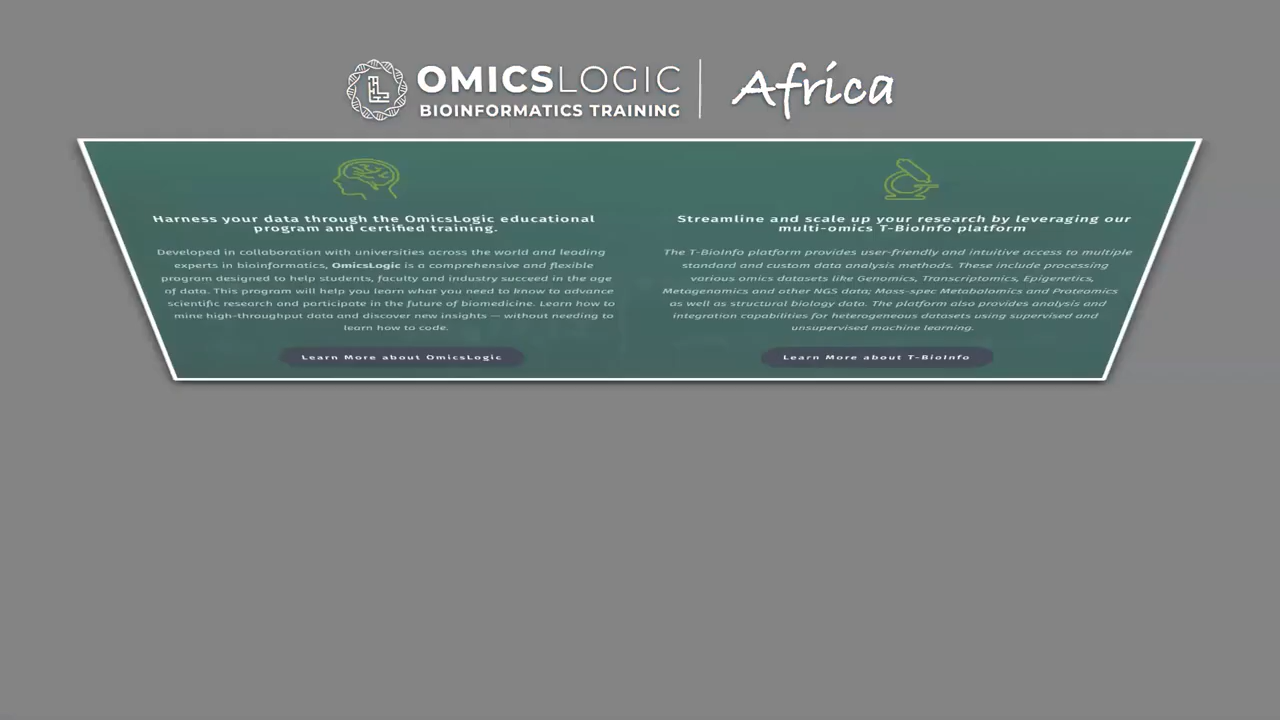 OMICSLOGIC
BIOINFORMATICS TRAINING
Africa
Harness your data through the OmicsLogic educational
program and certified training.
Developed in collaboration with universities across the world and leading
experts in bioinformatics, OmicsLogic is a comprehensive and flexible
program designed to help students, faculty and industry succeed in the age
of data. This program will help you learn what you need to know to advance
scientific research and participate in the future of biomedicine. Learn how to
mine high-throughput data and discover new insights — without needing to
learn how to code.
Learn More about OmicsLogic
Streamline and scale up your research by leveraging our
multi-omics T-BioInfo platform
The T-BioInfo platform provides user-friendly and intuitive access to multiple
standard and custom data analysis methods. These include processing
various omics datasets like Genomics, Transcriptomics, Epigenetics,
Metagenomics and other NGS data; Mass-spec Metabolomics and Proteomics
as well as structural biology data. The platform also provides analysis and
integration capabilities for heterogeneous datasets using supervised and
unsupervised machine learning.
Learn More about T-BioInfo